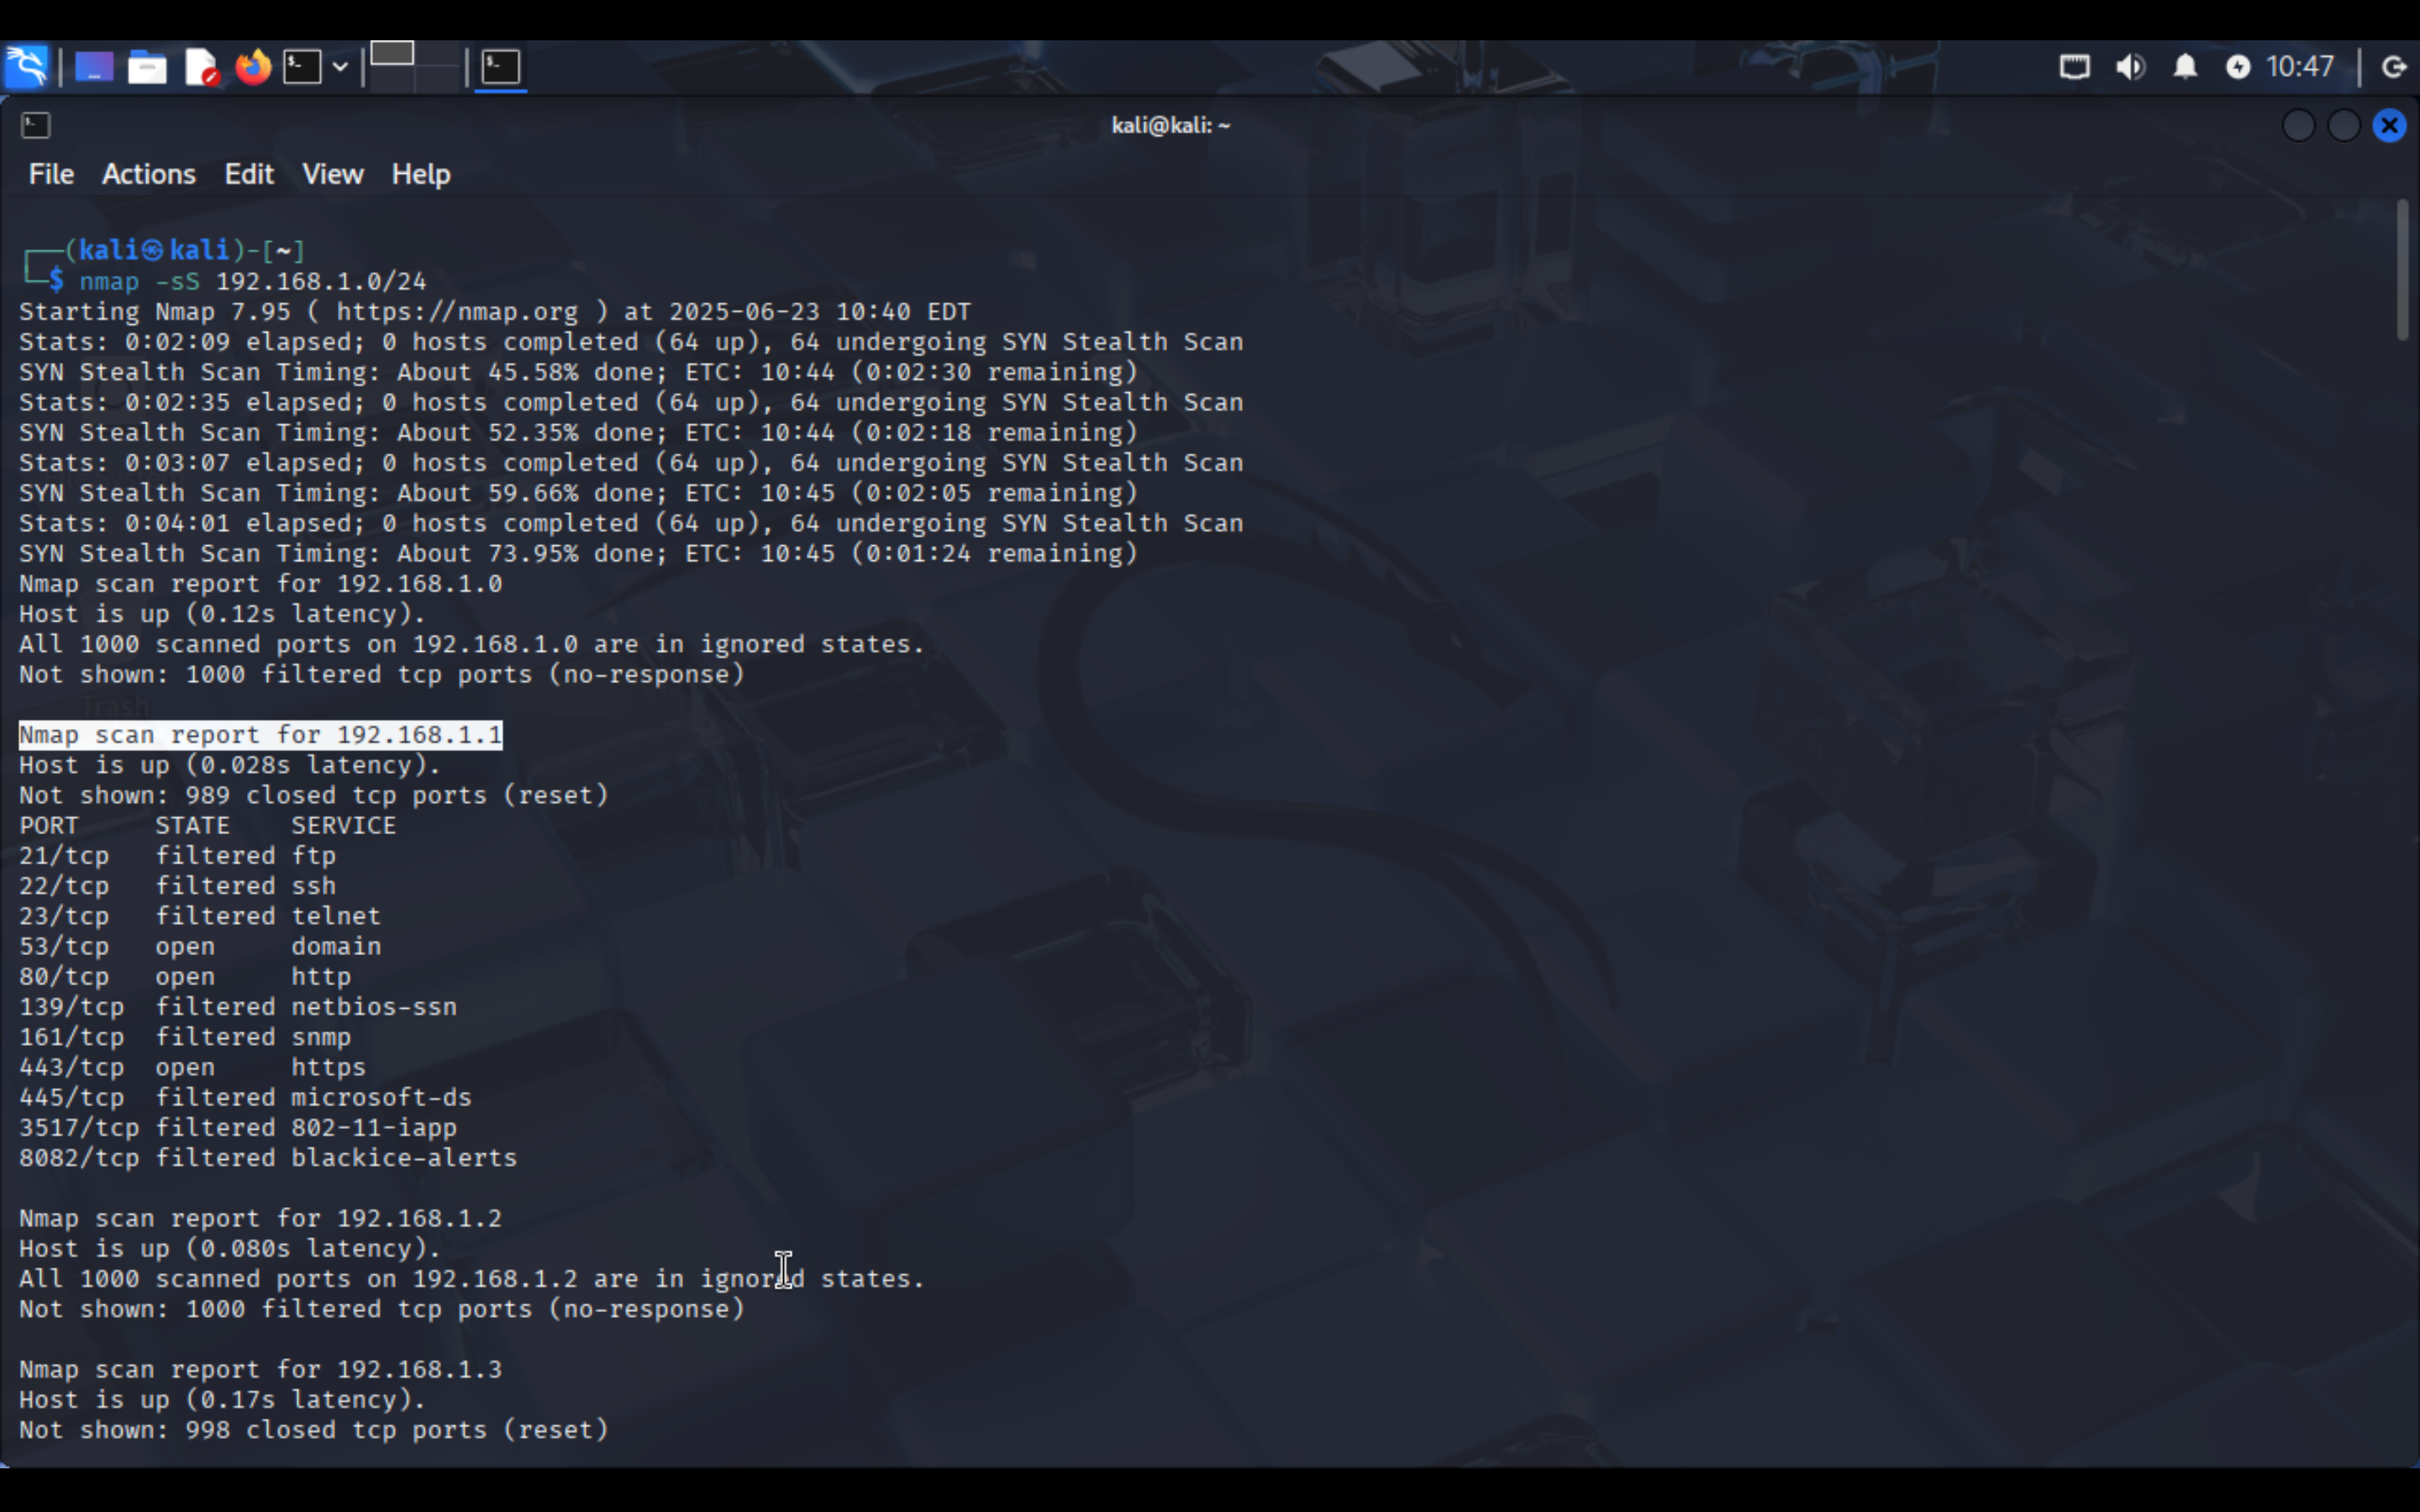 10:47
kali@kali: ~
File Actions Edit View Help
(kali㉿kali)-[~]
$ nmap -sS 192.168.1.0/24
Starting Nmap 7.95 ( https://nmap.org ) at 2025-06-23 10:40 EDT
Stats: 0:02:09 elapsed; 0 hosts completed (64 up), 64 undergoing SYN Stealth Scan
SYN Stealth Scan Timing: About 45.58% done; ETC: 10:44 (0:02:30 remaining)
Stats: 0:02:35 elapsed; 0 hosts completed (64 up), 64 undergoing SYN Stealth Scan
SYN Stealth Scan Timing: About 52.35% done; ETC: 10:44 (0:02:18 remaining)
Stats: 0:03:07 elapsed; 0 hosts completed (64 up), 64 undergoing SYN Stealth Scan
SYN Stealth Scan Timing: About 59.66% done; ETC: 10:45 (0:02:05 remaining)
Stats: 0:04:01 elapsed; 0 hosts completed (64 up), 64 undergoing SYN Stealth Scan
SYN Stealth Scan Timing: About 73.95% done; ETC: 10:45 (0:01:24 remaining)
Nmap scan report for 192.168.1.0
Host is up (0.12s latency).
All 1000 scanned ports on 192.168.1.0 are in ignored states.
Not shown: 1000 filtered tcp ports (no-response)
Trash
Nmap scan report for 192.168.1.1
Host is up (0.028s latency).
Not shown: 989 closed tcp ports (reset)
PORT STATE SERVICE
21/tcp filtered ftp
22/tcp filtered ssh
23/tcp filtered telnet
53/tcp open domain
80/tcp open http
139/tcp filtered netbios-ssn
161/tcp filtered snmp
443/tcp open https
445/tcp filtered microsoft-ds
3517/tcp filtered 802-11-iapp
8082/tcp filtered blackice-alerts
Nmap scan report for 192.168.1.2
Host is up (0.080s latency).
All 1000 scanned ports on 192.168.1.2 are in ignored states.
Not shown: 1000 filtered tcp ports (no-response)
Nmap scan report for 192.168.1.3
Host is up (0.17s latency).
Not shown: 998 closed tcp ports (reset)